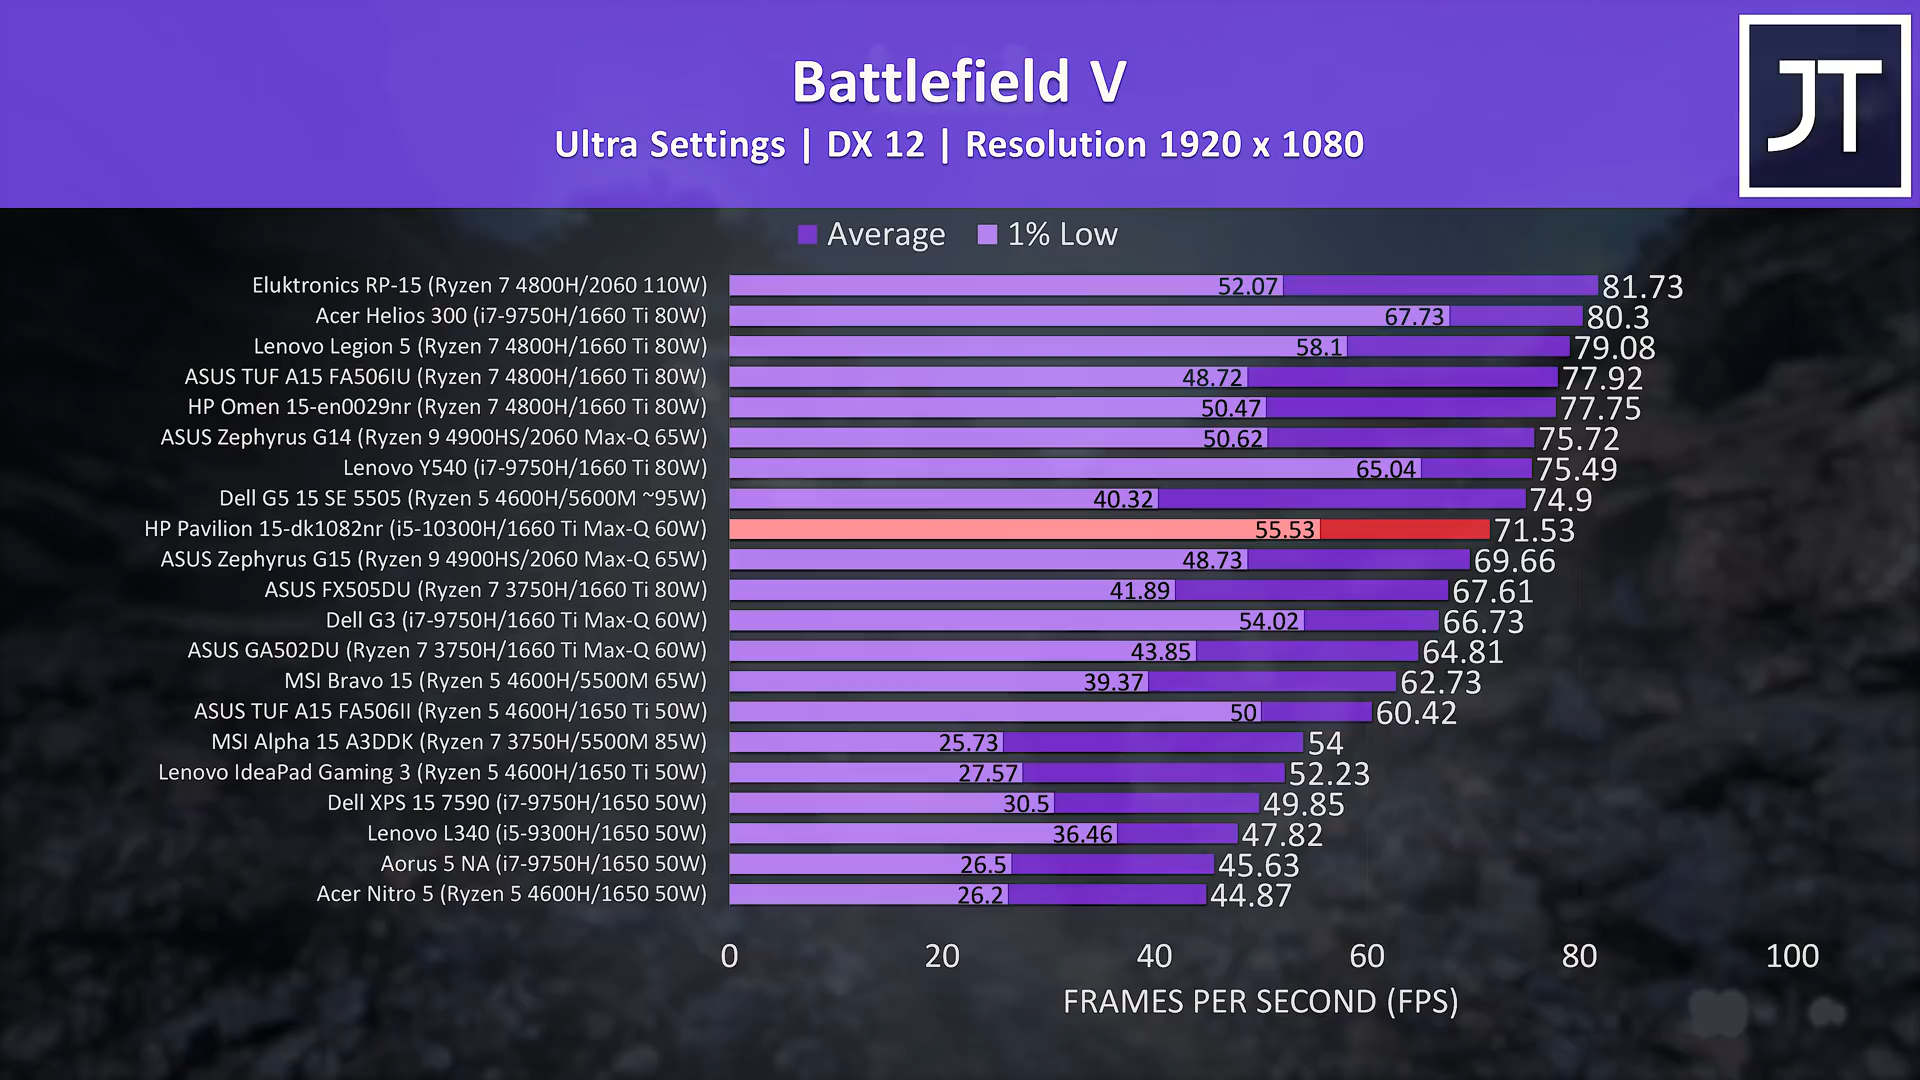 Battlefield V
JT
Ultra Settings | DX 12 | Resolution 1920 x 1080
Average 1% Low
Eluktronics RP-15 (Ryzen 7 4800H/2060 110W) 52.07 81.73
Acer Helios 300 (i7-9750H/1660 Ti 80W) 67.73 80.3
Lenovo Legion 5 (Ryzen 7 4800H/1660 Ti 80W) 58.1 79.08
ASUS TUF A15 FA506IU (Ryzen 7 4800H/1660 Ti 80W) 48.72 77.92
HP Omen 15-en0029nr (Ryzen 7 4800H/1660 Ti 80W) 50.47 77.75
ASUS Zephyrus G14 (Ryzen 9 4900HS/2060 Max-Q 65W) 50.62 75.72
Lenovo Y540 (i7-9750H/1660 Ti 80W) 65.04 75.49
Dell G5 15 SE 5505 (Ryzen 5 4600H/5600M ~95W) 40.32 74.9
HP Pavilion 15-dk1082nr (i5-10300H/1660 Ti Max-Q 60W) 55.53 71.53
ASUS Zephyrus G15 (Ryzen 9 4900HS/2060 Max-Q 65W) 48.73 69.66
ASUS FX505DU (Ryzen 7 3750H/1660 Ti 80W) 41.89 67.61
Dell G3 (i7-9750H/1660 Ti Max-Q 60W) 54.02 66.73
ASUS GA502DU (Ryzen 7 3750H/1660 Ti Max-Q 60W) 43.85 64.81
MSI Bravo 15 (Ryzen 5 4600H/5500M 65W) 39.37 62.73
ASUS TUF A15 FA506II (Ryzen 5 4600H/1650 Ti 50W) 50 60.42
MSI Alpha 15 A3DDK (Ryzen 7 3750H/5500M 85W) 25.73 54
Lenovo IdeaPad Gaming 3 (Ryzen 5 4600H/1650 Ti 50W) 27.57 52.23
Dell XPS 15 7590 (i7-9750H/1650 50W) 30.5 49.85
Lenovo L340 (i5-9300H/1650 50W) 36.46 47.82
Aorus 5 NA (i7-9750H/1650 50W) 26.5 45.63
Acer Nitro 5 (Ryzen 5 4600H/1650 50W) 26.2 44.87
0 20 40 60 80 100
FRAMES PER SECOND (FPS)